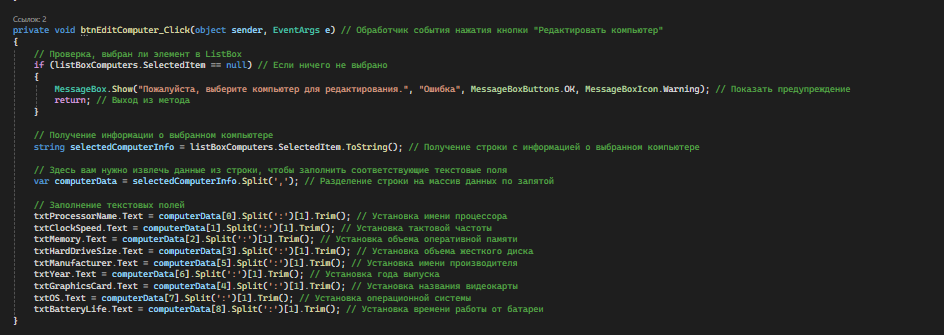 Ссылок: 2
private void btnEditComputer_Click(object sender, EventArgs e) // Обработчик события нажатия кнопки "Редактировать компьютер"
{
// Проверка, выбран ли элемент в ListBox
if (listBoxComputers.SelectedItem == null) // Если ничего не выбрано
{
MessageBox.Show("Пожалуйста, выберите компьютер для редактирования.", "Ошибка", MessageBoxButtons.OK, MessageBoxIcon.Warning); // Показать предупреждение
return; // Выход из метода
}
// Получение информации о выбранном компьютере
string selectedComputerInfo = listBoxComputers.SelectedItem.ToString(); // Получение строки с информацией о выбранном компьютере
// Здесь вам нужно извлечь данные из строки, чтобы заполнить соответствующие текстовые поля
var computerData = selectedComputerInfo.Split(','); // Разделение строки на массив данных по запятой
// Заполнение текстовых полей
txtProcessorName.Text = computerData[0].Split(':')[1].Trim(); // Установка имени процессора
txtClockSpeed.Text = computerData[1].Split(':')[1].Trim(); // Установка тактовой частоты
txtMemory.Text = computerData[2].Split(':')[1].Trim(); // Установка объема оперативной памяти
txtHardDriveSize.Text = computerData[3].Split(':')[1].Trim(); // Установка объема жесткого диска
txtManufacturer.Text = computerData[5].Split(':')[1].Trim(); // Установка имени производителя
txtYear.Text = computerData[6].Split(':')[1].Trim(); // Установка года выпуска
txtGraphicsCard.Text = computerData[4].Split(':')[1].Trim(); // Установка названия видеокарты
txtOS.Text = computerData[7].Split(':')[1].Trim(); // Установка операционной системы
txtBatteryLife.Text = computerData[8].Split(':')[1].Trim(); // Установка времени работы от батареи
}